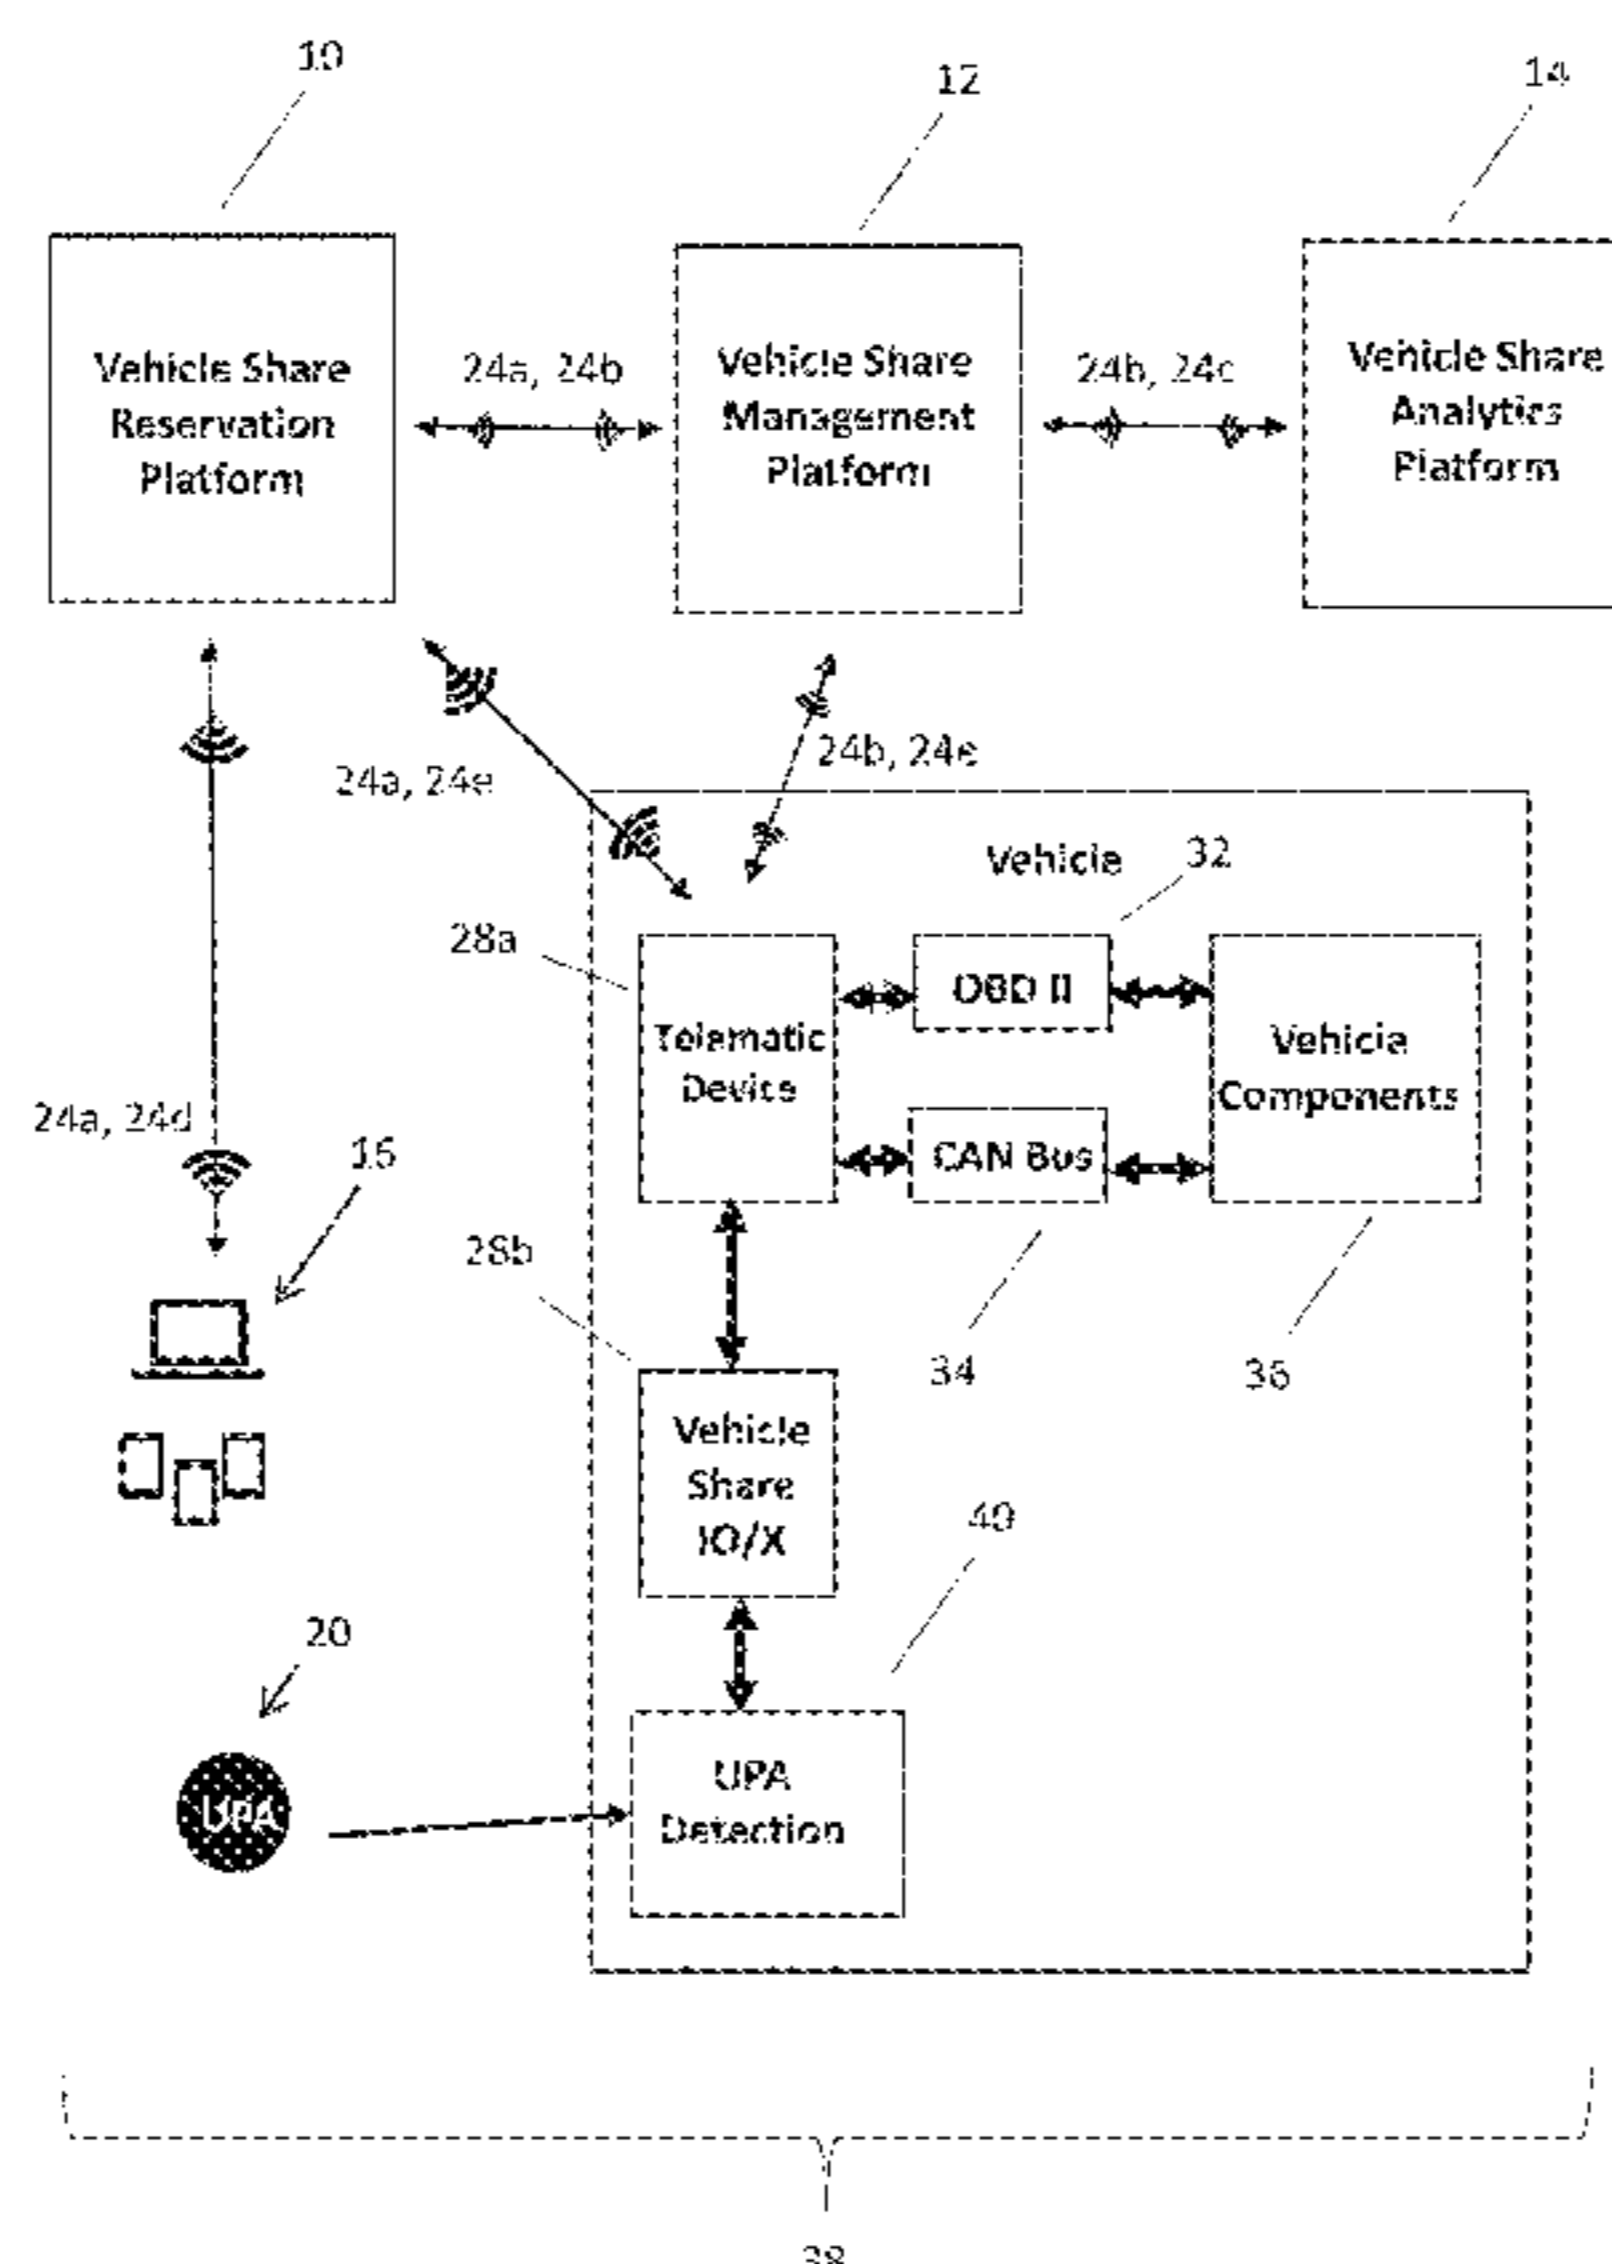 10
12
14
Vehicle Share
Reservation
Platform
24a, 24b
Vehicle Share
Management
Platform
24b, 24c
Vehicle Share
Analytics
Platform
24a, 24e
24b, 24e
Vehicle
32
28a
OBD II
Telematic
Device
Vehicle
Components
24a, 24d
16
CAN Bus
28b
34
36
Vehicle
Share
IO/X
40
20
UPA
UPA
Detection
38